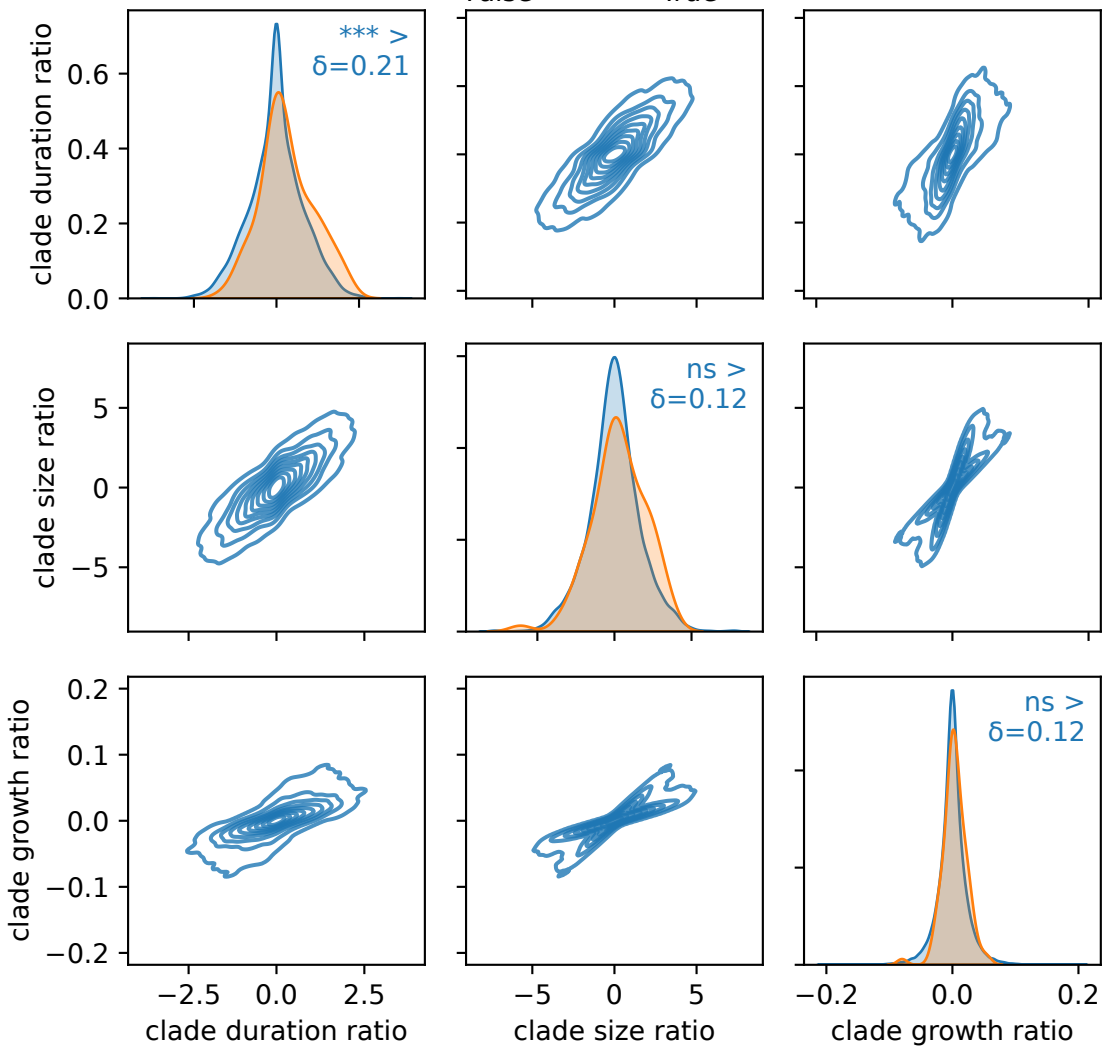 *** >
δ=0.21
clade duration ratio
0.6
0.4
0.2
0.0
ns >
δ=0.12
clade size ratio
5
0
−5
ns >
δ=0.12
clade growth ratio
0.2
0.1
0.0
−0.1
−0.2
−2.5 0.0 2.5
−5 0 5
−0.2 0.0 0.2
clade duration ratio
clade size ratio
clade growth ratio